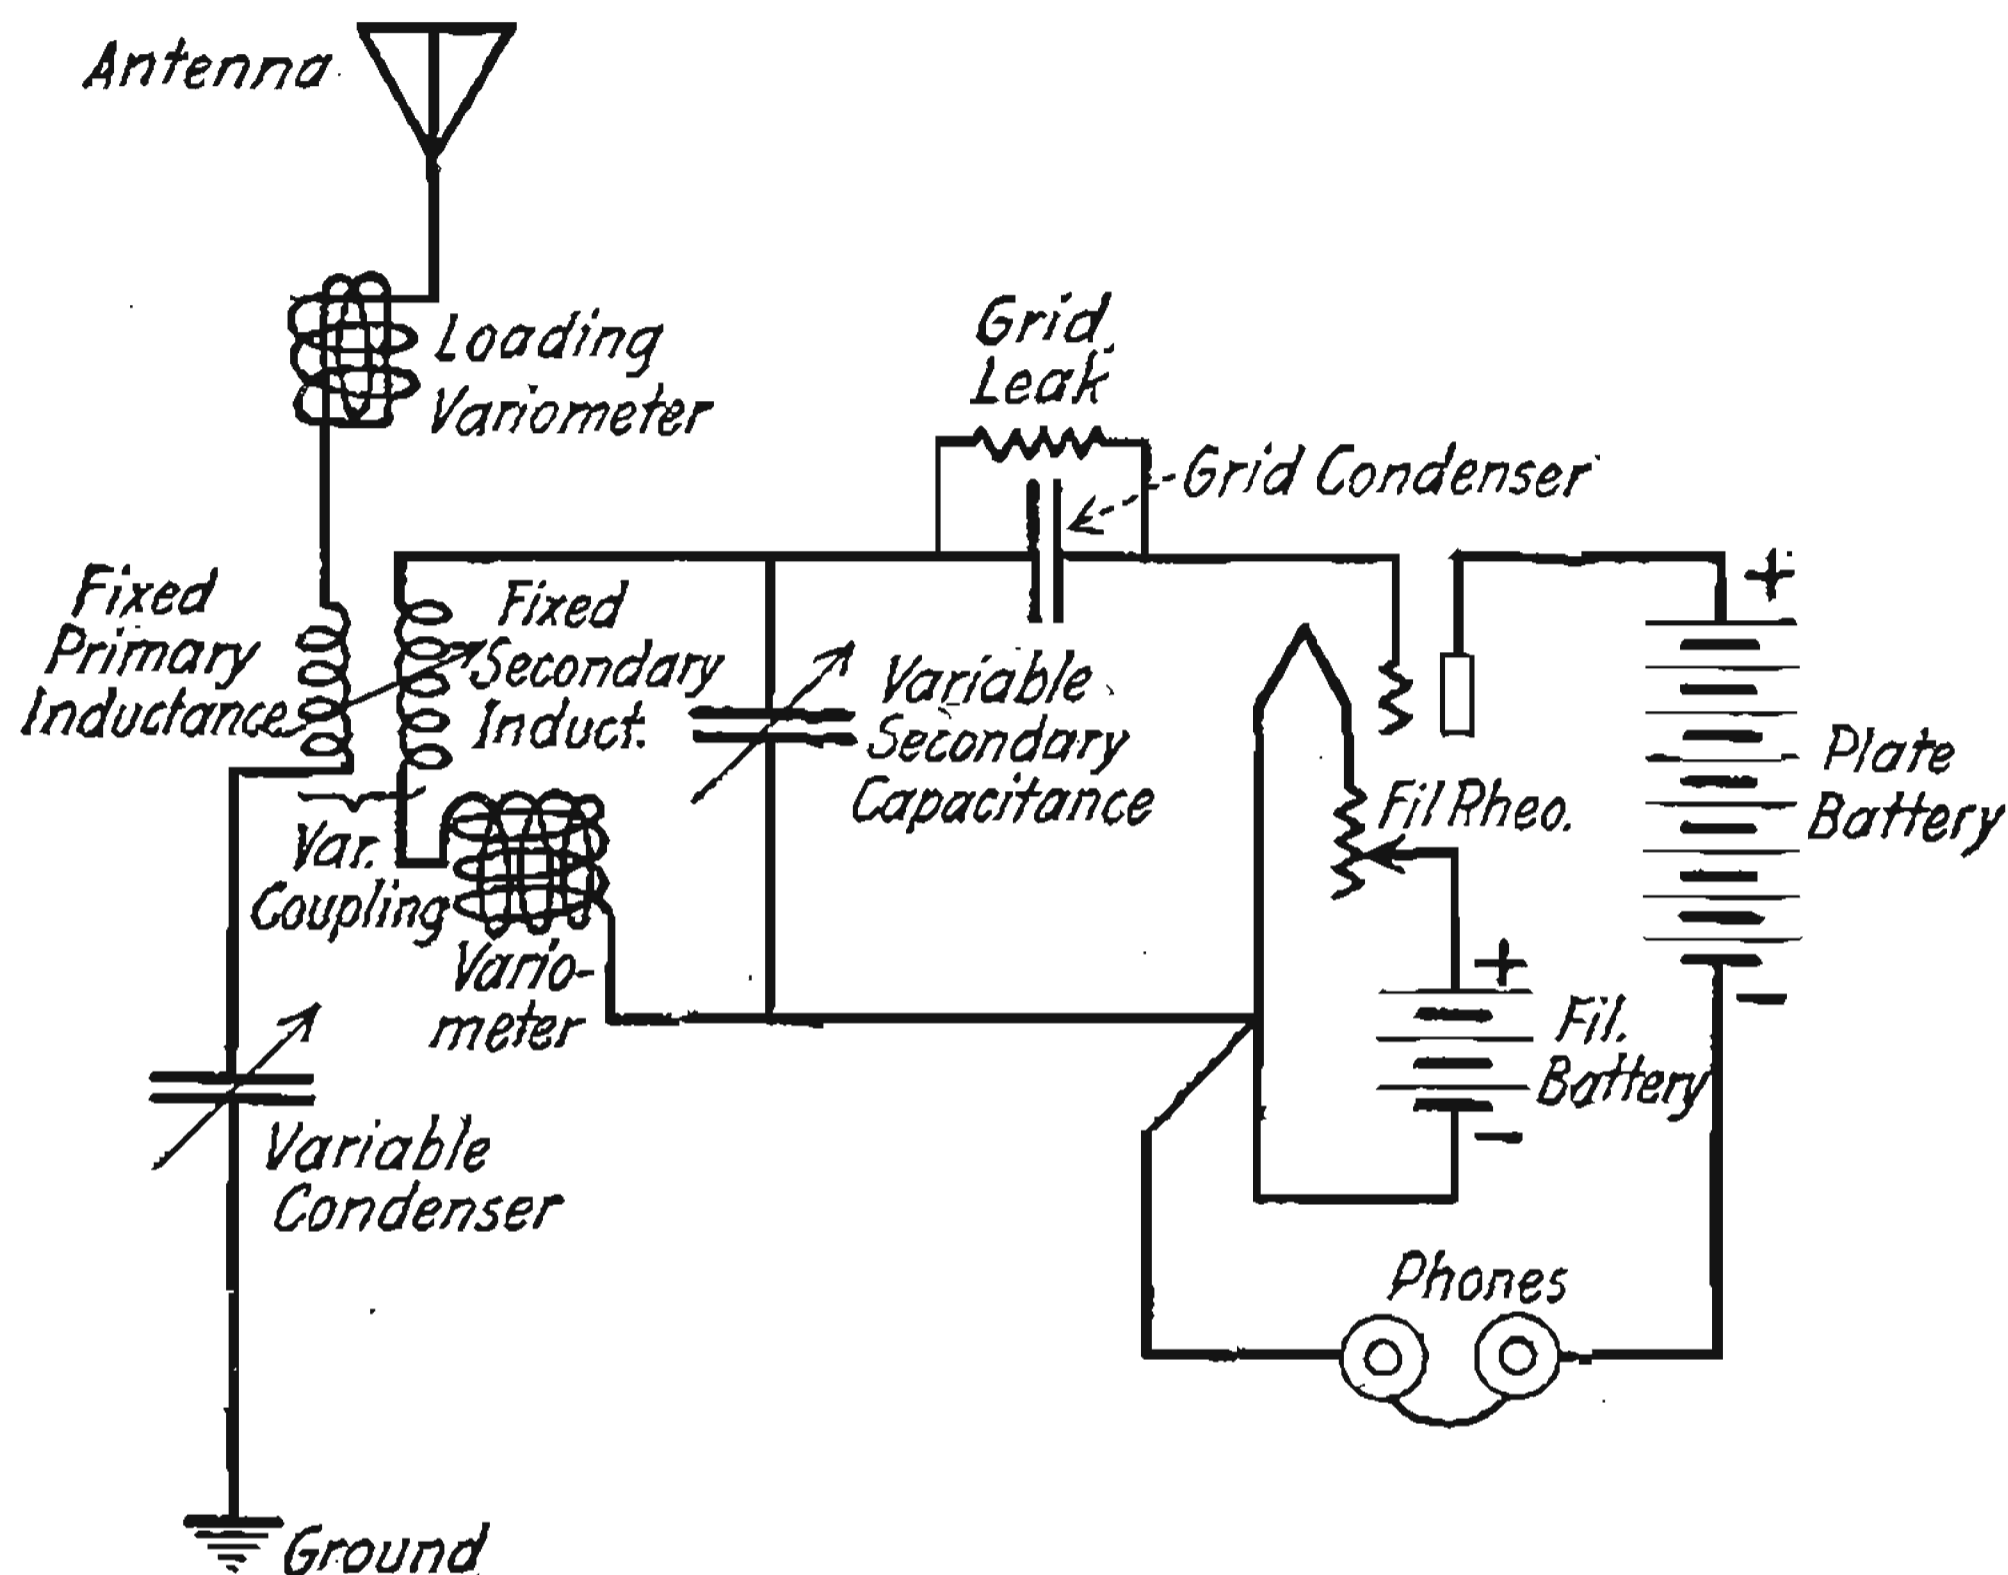 Antenna
Loading
Variometer
Grid
Leak
Grid Condenser
Fixed
Primary
Inductance
Fixed
Secondary
Induct.
Variable
Secondary
Capacitance
+
Plate
Battery
-
Fil Rheo.
Var.
Coupling
Vario-
meter
+
Fil.
Battery
-
Variable
Condenser
Phones
Ground